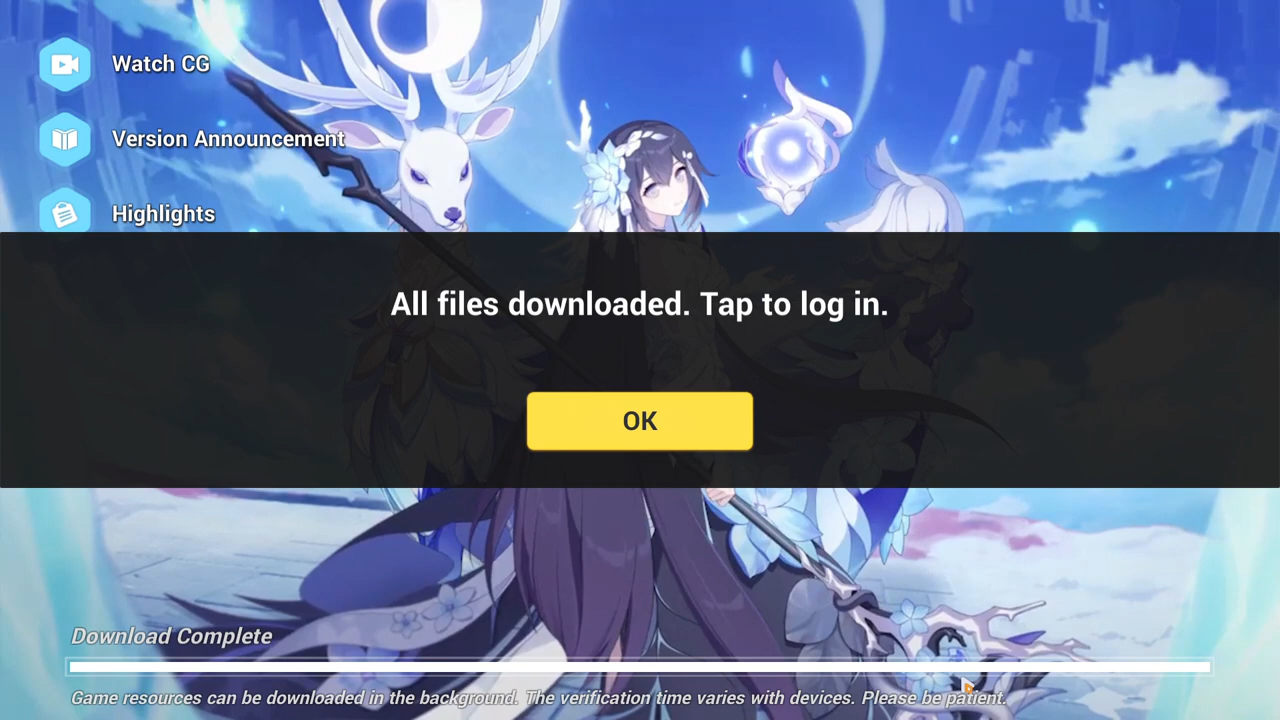 Watch CG
Version Announcement
Highlights
All files downloaded. Tap to log in.
OK
Download Complete
Game resources can be downloaded in the background. The verification time varies with devices. Please be patient.